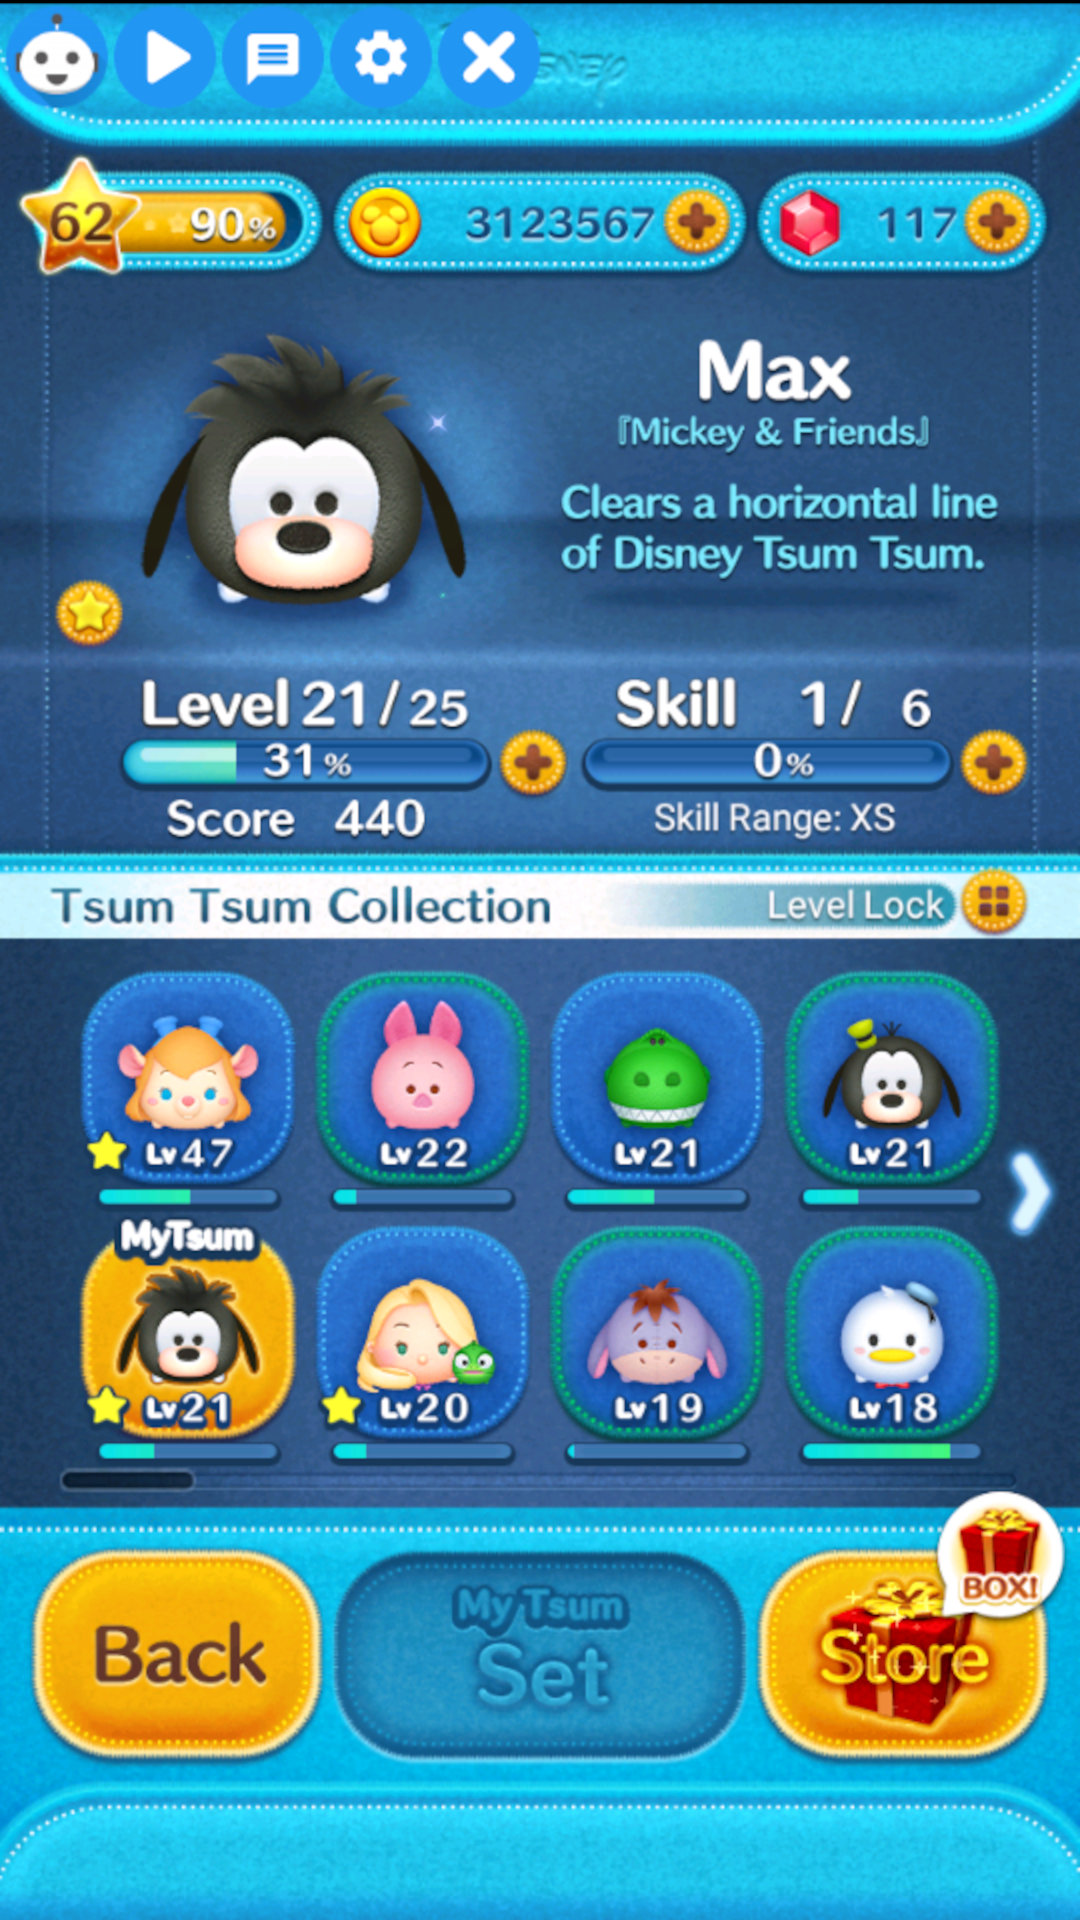 62
90%
3123567
117
Max
『Mickey & Friends』
Clears a horizontal line
of Disney Tsum Tsum.
Level 21/25
Skill 1/ 6
31%
0%
Score 440
Skill Range: XS
Tsum Tsum Collection
Level Lock
Lv47
Lv22
Lv21
Lv21
MyTsum
Lv21
Lv20
Lv19
Lv18
BOX!
Back
My Tsum
Set
Store